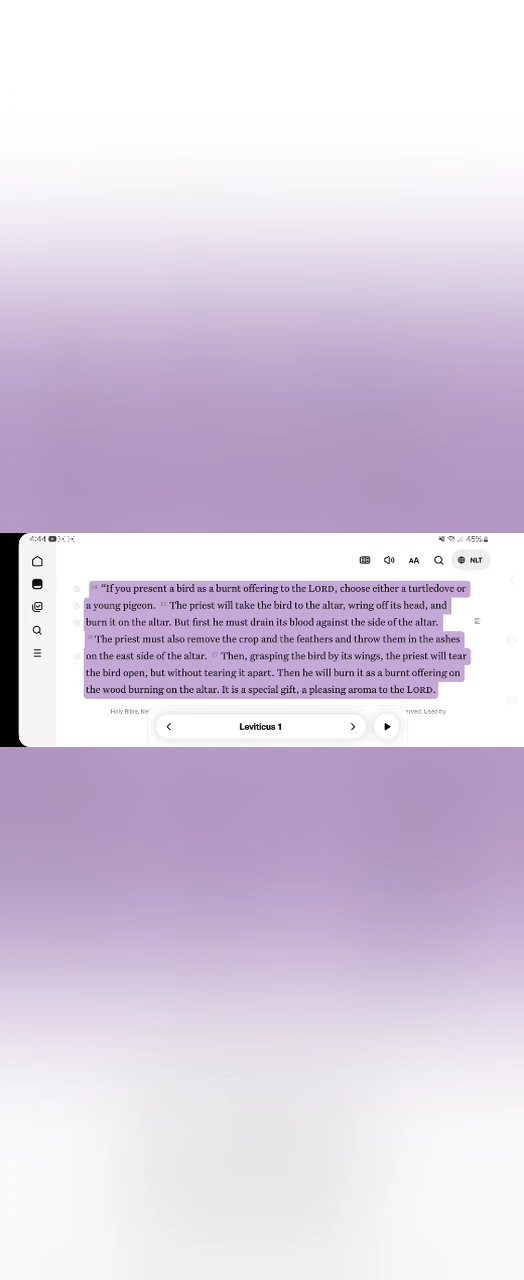 4:44
45%
NLT
14 “If you present a bird as a burnt offering to the LORD, choose either a turtledove or
a young pigeon. 15 The priest will take the bird to the altar, wring off its head, and
burn it on the altar. But first he must drain its blood against the side of the altar.
16 The priest must also remove the crop and the feathers and throw them in the ashes
on the east side of the altar. 17 Then, grasping the bird by its wings, the priest will tear
the bird open, but without tearing it apart. Then he will burn it as a burnt offering on
the wood burning on the altar. It is a special gift, a pleasing aroma to the LORD.
Holy Bible, Ne
erved. Used by
Leviticus 1